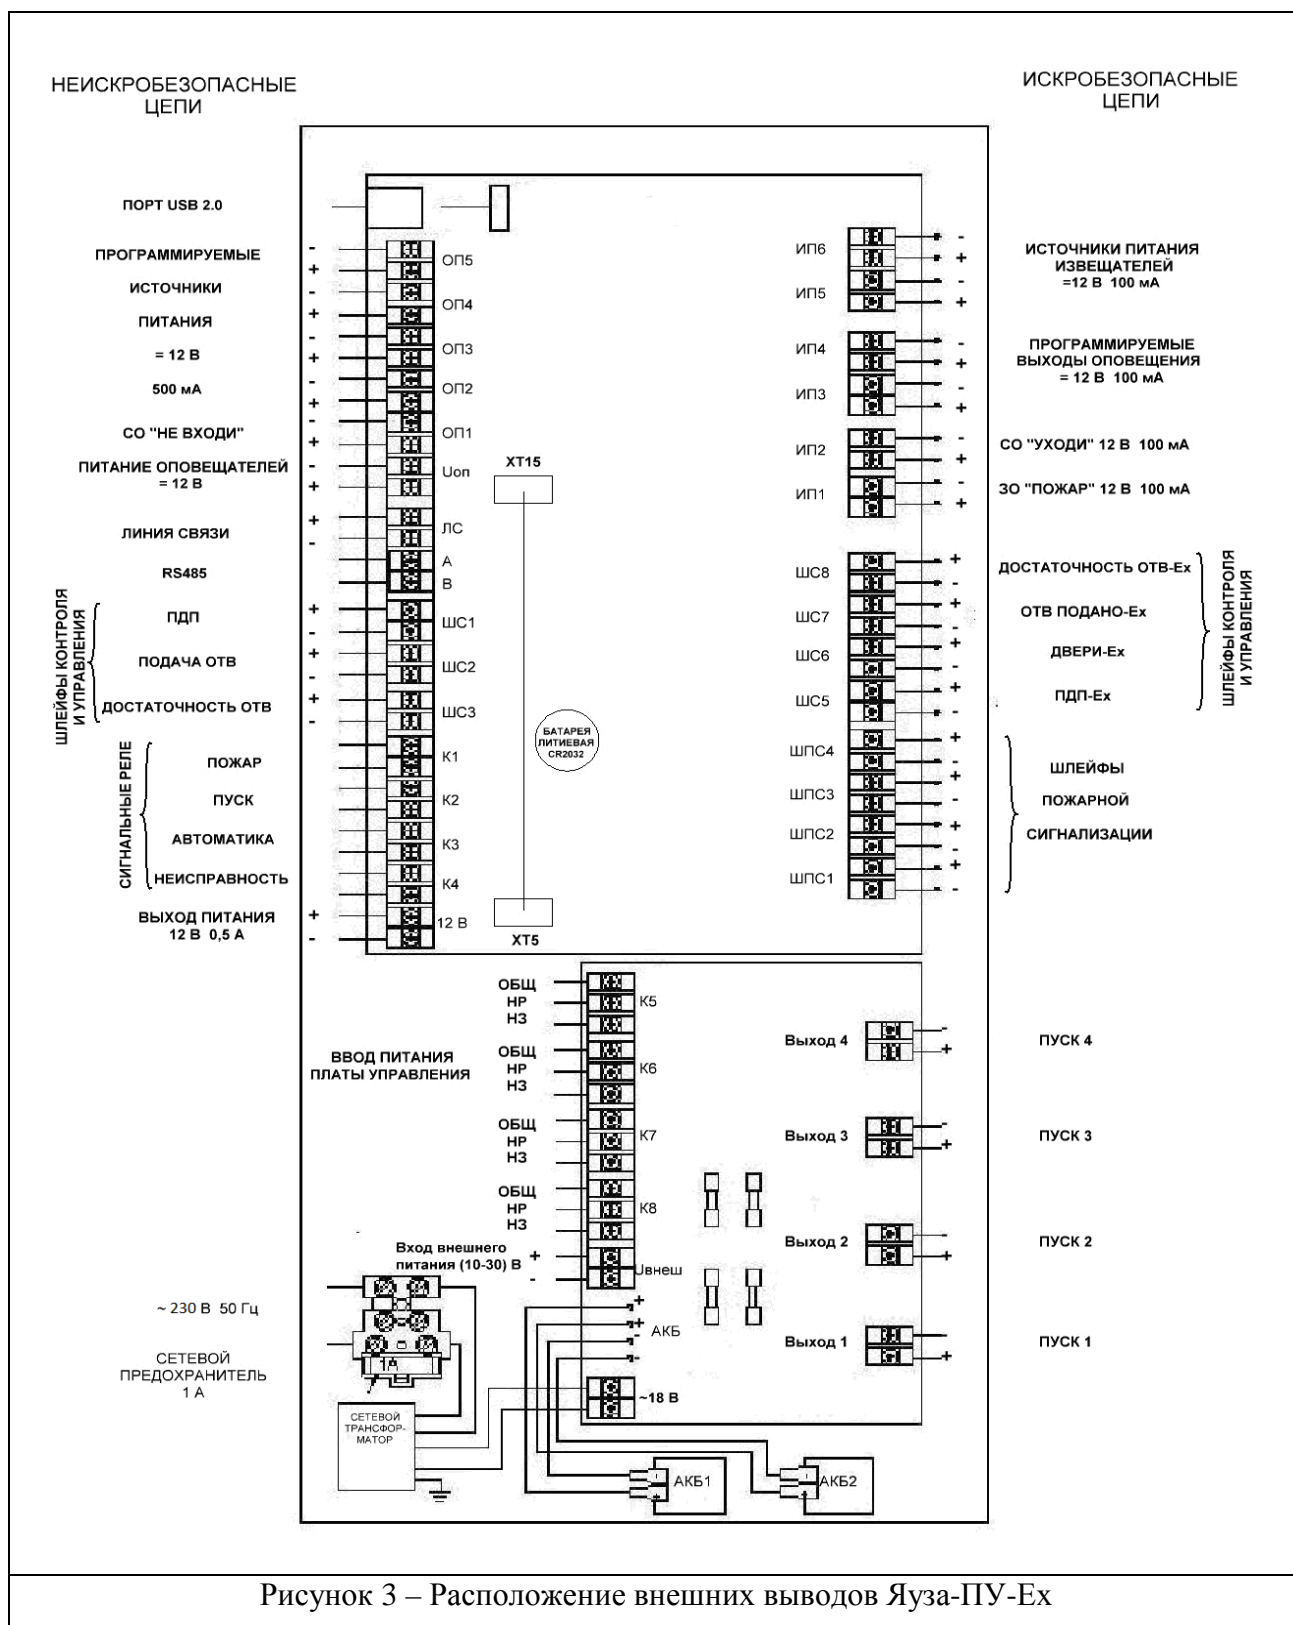 НЕИСКРОБЕЗОПАСНЫЕ
ЦЕПИ
ИСКРОБЕЗОПАСНЫЕ
ЦЕПИ
ПОРТ USB 2.0
ПРОГРАММИРУЕМЫЕ
ИСТОЧНИКИ
ПИТАНИЯ
= 12 В
500 мА
СО "НЕ ВХОДИ"
ПИТАНИЕ ОПОВЕЩАТЕЛЕЙ
= 12 В
ЛИНИЯ СВЯЗИ
RS485
ШЛЕЙФЫ КОНТРОЛЯ
И УПРАВЛЕНИЯ
ПДП
ПОДАЧА ОТВ
ДОСТАТОЧНОСТЬ ОТВ
СИГНАЛЬНЫЕ РЕЛЕ
ПОЖАР
ПУСК
АВТОМАТИКА
НЕИСПРАВНОСТЬ
ВЫХОД ПИТАНИЯ
12 В 0,5 А
- + - + - + - + - + - +
+ -
+ - + - + -
+ -
ОП5
ОП4
ОП3
ОП2
ОП1
Uоп
ЛС
А
В
ШС1
ШС2
ШС3
К1
К2
К3
К4
12 В
ХТ15
БАТАРЕЯ
ЛИТИЕВАЯ
CR2032
ХТ5
ИП6
ИП5
ИП4
ИП3
ИП2
ИП1
ШС8
ШС7
ШС6
ШС5
ШПС4
ШПС3
ШПС2
ШПС1
- + - +
- + - +
- + - +
+ - + - + - + -
+ - + - + - + -
ИСТОЧНИКИ ПИТАНИЯ
ИЗВЕЩАТЕЛЕЙ
=12 В 100 мА
ПРОГРАММИРУЕМЫЕ
ВЫХОДЫ ОПОВЕЩЕНИЯ
= 12 В 100 мА
СО "УХОДИ" 12 В 100 мА
ЗО "ПОЖАР" 12 В 100 мА
ДОСТАТОЧНОСТЬ ОТВ-Ех
ОТВ ПОДАНО-Ех
ДВЕРИ-Ех
ПДП-Ех
ШЛЕЙФЫ КОНТРОЛЯ
И УПРАВЛЕНИЯ
ШЛЕЙФЫ
ПОЖАРНОЙ
СИГНАЛИЗАЦИИ
ОБЩ
НР
НЗ
К5
ОБЩ
НР
НЗ
К6
ОБЩ
НР
НЗ
К7
ОБЩ
НР
НЗ
К8
ВВОД ПИТАНИЯ
ПЛАТЫ УПРАВЛЕНИЯ
Вход внешнего
питания (10-30) В
+
-
Uвнеш
+
+
-
-
АКБ
~18 В
Выход 4
-
+
ПУСК 4
Выход 3
-
+
ПУСК 3
Выход 2
-
+
ПУСК 2
Выход 1
-
+
ПУСК 1
~ 230 В 50 Гц
СЕТЕВОЙ
ПРЕДОХРАНИТЕЛЬ
1 А
1А
СЕТЕВОЙ
ТРАНСФОР-
МАТОР
АКБ1
АКБ2
Рисунок 3 – Расположение внешних выводов Яуза-ПУ-Ех